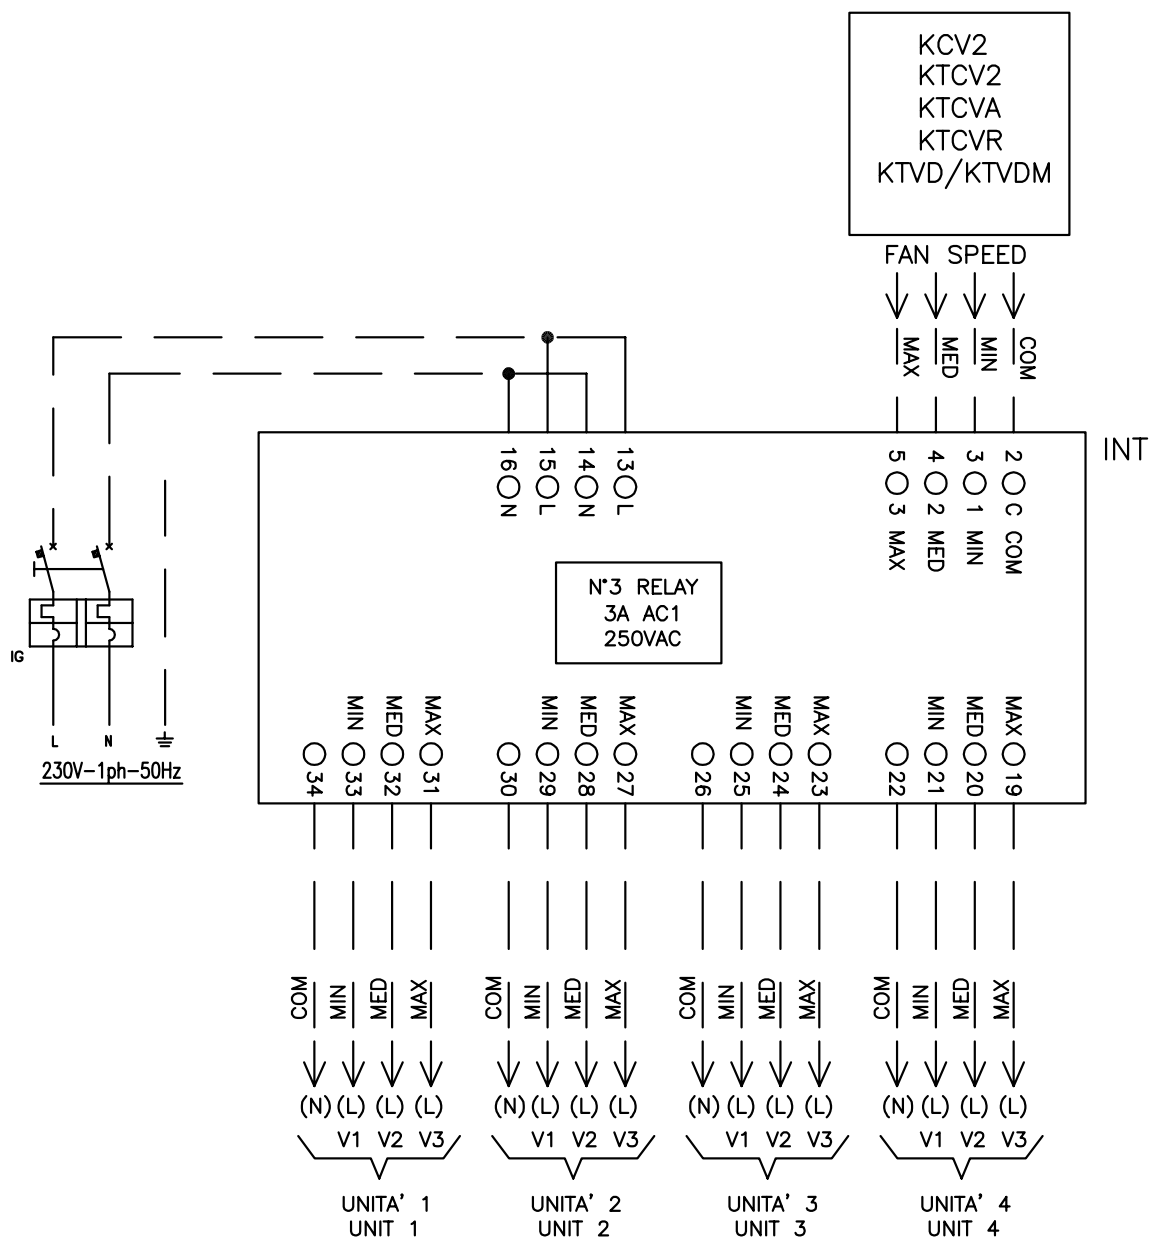 KCV2
KTCV2
KTCVA
KTCVR
KTVD/KTVDM
FAN SPEED
MAX
MED
MIN
COM
INT
16 N
15 L
14 N
13 L
5 3 MAX
4 2 MED
3 1 MIN
2 C COM
N°3 RELAY
3A AC1
250VAC
IG
L N
230V-1ph-50Hz
34
MIN 33
MED 32
MAX 31
30
MIN 29
MED 28
MAX 27
26
MIN 25
MED 24
MAX 23
22
MIN 21
MED 20
MAX 19
COM
MIN
MED
MAX
COM
MIN
MED
MAX
COM
MIN
MED
MAX
COM
MIN
MED
MAX
(N) (L) (L) (L)
(N) (L) (L) (L)
(N) (L) (L) (L)
(N) (L) (L) (L)
V1 V2 V3
V1 V2 V3
V1 V2 V3
V1 V2 V3
UNITA' 1
UNIT 1
UNITA' 2
UNIT 2
UNITA' 3
UNIT 3
UNITA' 4
UNIT 4